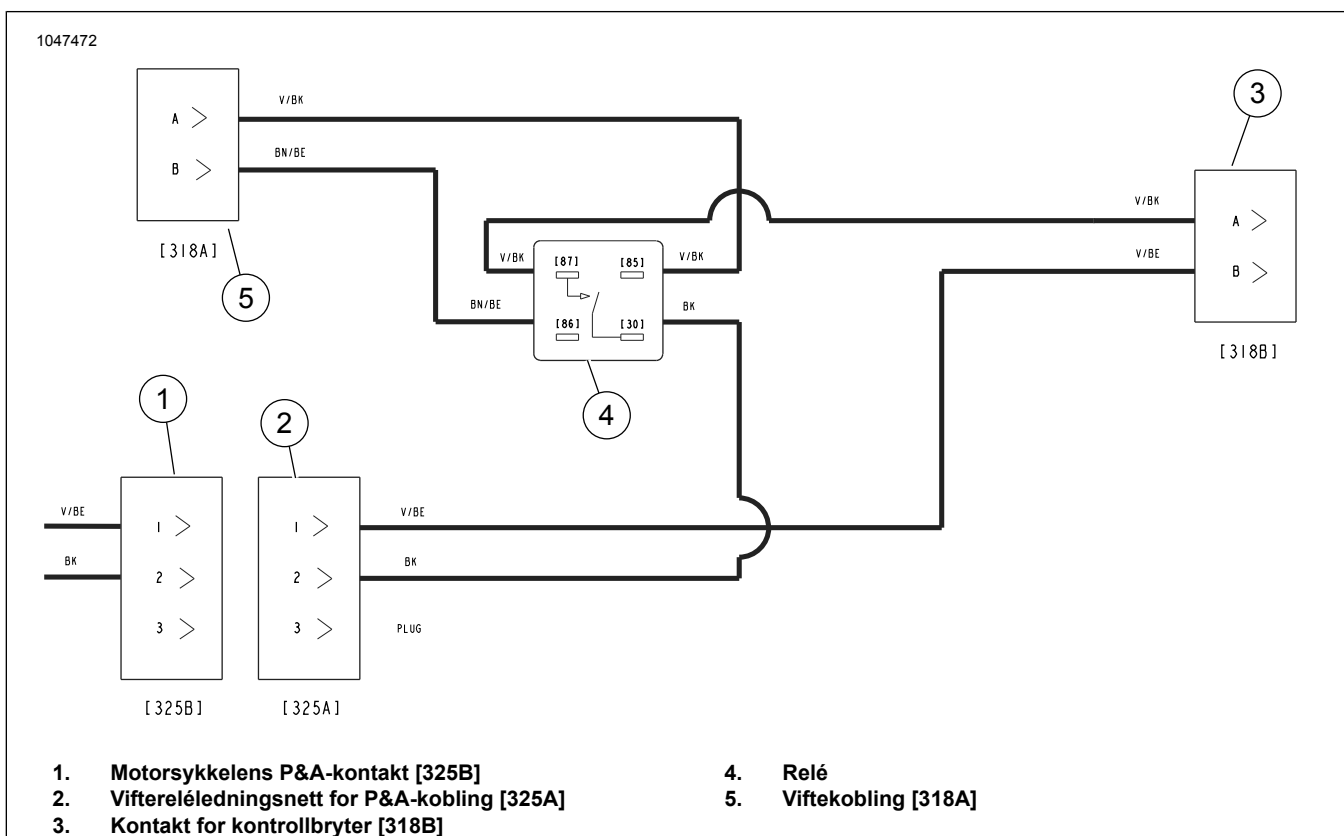 1047472
V/BK
A >
BN/BE
B >
[318A]
5
3
V/BK
A >
V/BE
B >
[318B]
V/BK
[87]
[85]
V/BK
BN/BE
[86]
[30]
BK
4
1
2
V/BE
1 >
BK
2 >
3 >
[325B]
1 >
V/BE
2 >
BK
3 >
PLUG
[325A]
1. Motorsykkelens P&A-kontakt [325B]
2. Viftereléledningsnett for P&A-kobling [325A]
3. Kontakt for kontrollbryter [318B]
4. Relé
5. Viftekobling [318A]